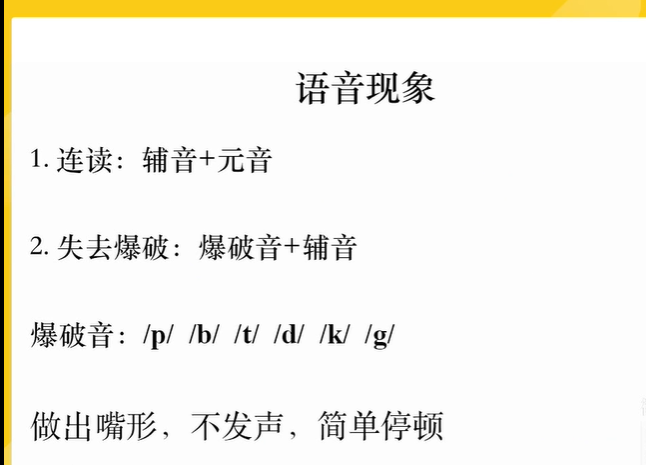 语音现象
1. 连读：辅音+元音
2. 失去爆破：爆破音+辅音
爆破音：/p/ /b/ /t/ /d/ /k/ /g/
做出嘴形，不发声，简单停顿